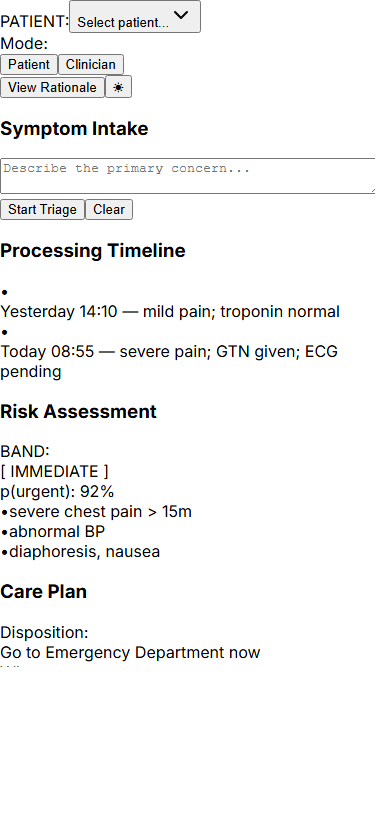 PATIENT: Select patient...
Mode:
Patient Clinician
View Rationale ☀
Symptom Intake
Describe the primary concern...
Start Triage Clear
Processing Timeline
•
Yesterday 14:10 — mild pain; troponin normal
•
Today 08:55 — severe pain; GTN given; ECG
pending
Risk Assessment
BAND:
[ IMMEDIATE ]
p(urgent): 92%
•severe chest pain > 15m
•abnormal BP
•diaphoresis, nausea
Care Plan
Disposition:
Go to Emergency Department now